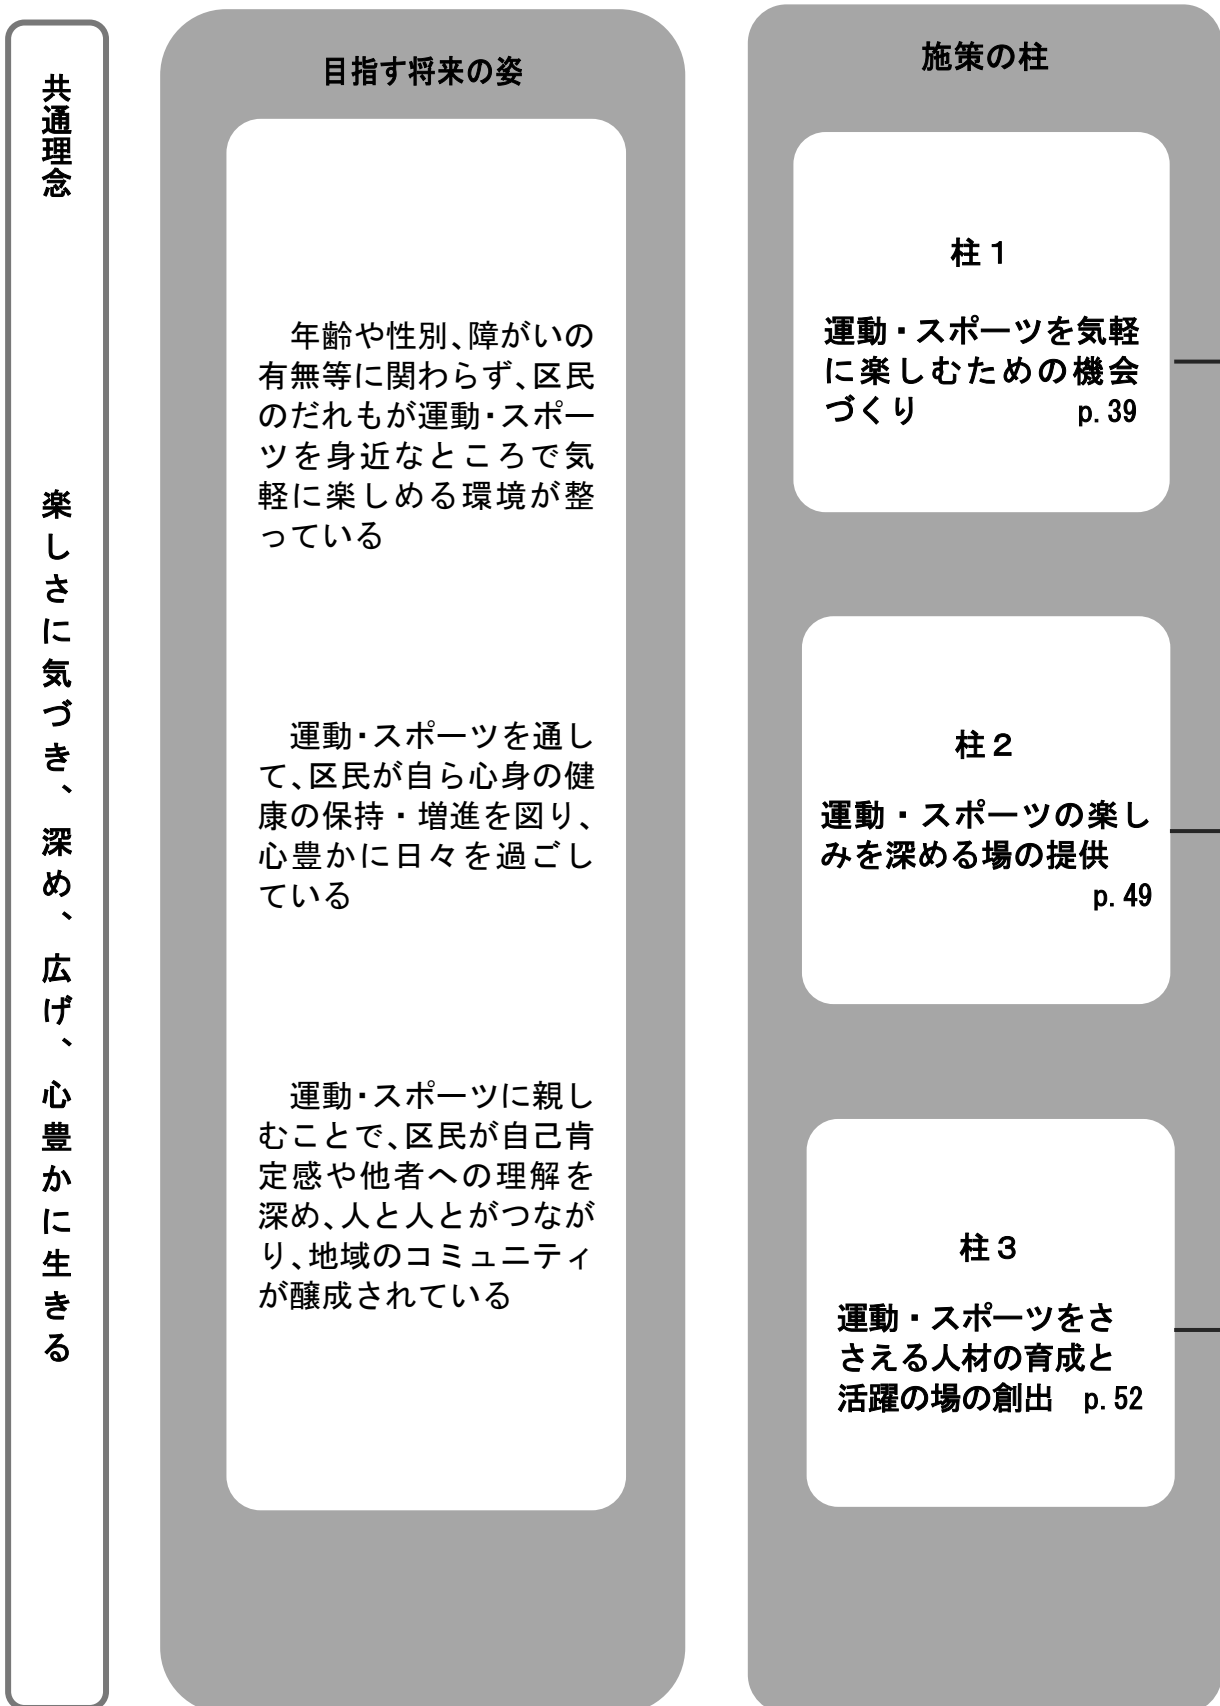 共通理念
楽しさに気づき、深め、広げ、心豊かに生きる
目指す将来の姿
年齢や性別、障がいの
有無等に関わらず、区民
のだれもが運動・スポー
ツを身近なところで気
軽に楽しめる環境が整
っている
運動・スポーツを通し
て、区民が自ら心身の健
康の保持・増進を図り、
心豊かに日々を過ごし
ている
運動・スポーツに親し
むことで、区民が自己肯
定感や他者への理解を
深め、人と人とがつなが
り、地域のコミュニティ
が醸成されている
施策の柱
柱１
運動・スポーツを気軽
に楽しむための機会
づくり p.39
柱２
運動・スポーツの楽し
みを深める場の提供
p.49
柱３
運動・スポーツをさ
さえる人材の育成と
活躍の場の創出 p.52